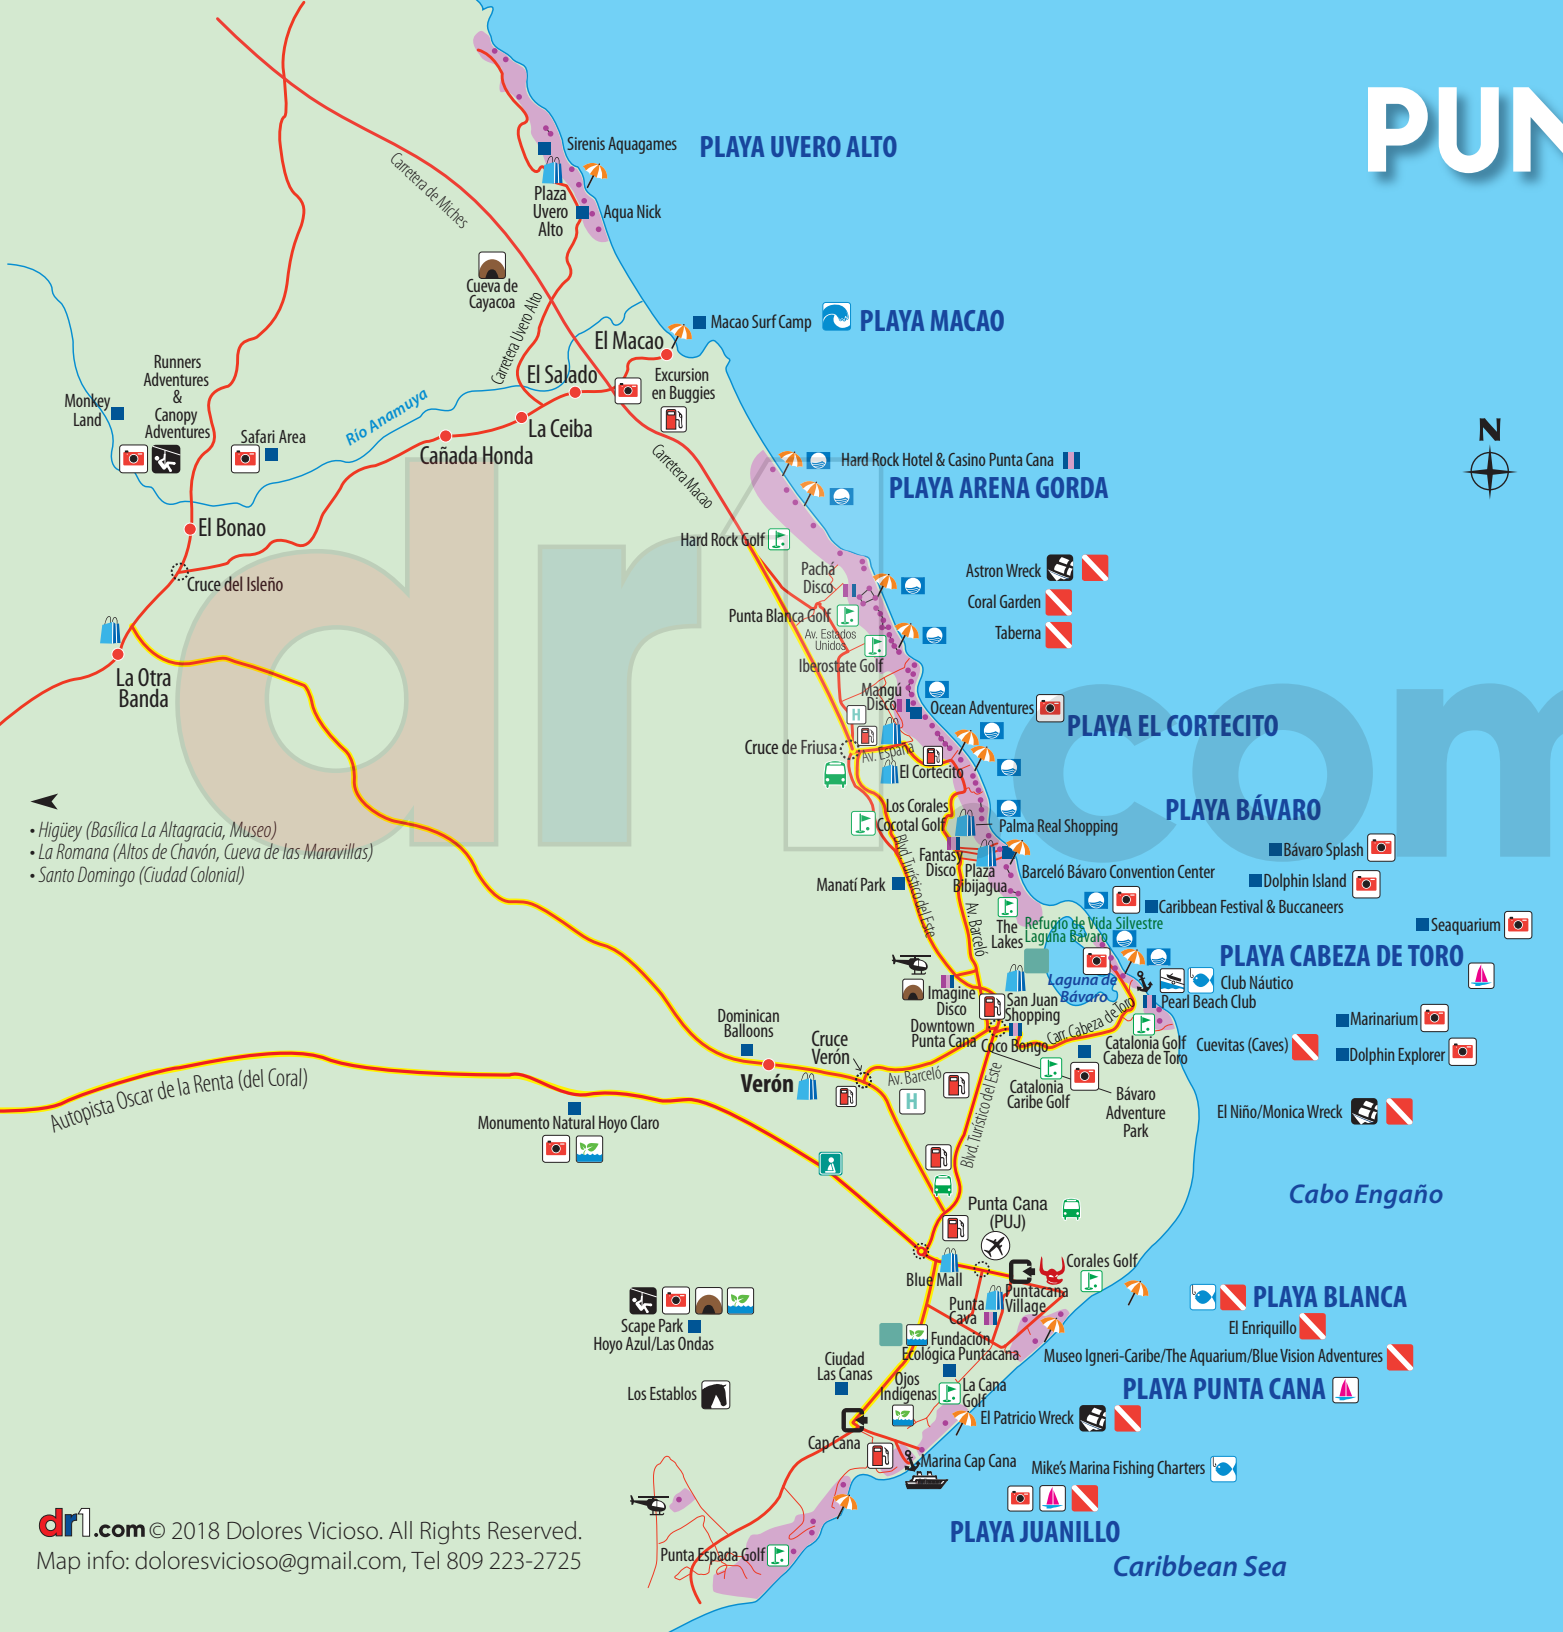 PUN
Sirenis Aquagames
PLAYA UVERO ALTO
Carretera de Miches
Plaza
Uvero
Alto
Aqua Nick
Cueva de
Cayacoa
Carretera Uvero Alto
El Macao
Macao Surf Camp
PLAYA MACAO
Runners
Adventures
&
Canopy
Adventures
Monkey
Land
Safari Area
Río Anamuya
El Salado
Excursion
en Buggies
La Ceiba
Cañada Honda
N
Carretera Macao
Hard Rock Hotel & Casino Punta Cana
PLAYA ARENA GORDA
El Bonao
Hard Rock Golf
Cruce del Isleño
Pachá
Disco
Astron Wreck
Coral Garden
Taberna
Punta Blanca Golf
Av. Estados
Unidos
Iberostate Golf
La Otra
Banda
Mangú
Disco
H
Ocean Adventures
PLAYA EL CORTECITO
Cruce de Friusa
Av. España
El Cortecito
• Higüey (Basílica La Altagracia, Museo)
• La Romana (Altos de Chavón, Cueva de las Maravillas)
• Santo Domingo (Ciudad Colonial)
Los Corales
Cocotal Golf
Palma Real Shopping
PLAYA BÁVARO
Blvd. Turístico del Este
Fantasy
Disco
Plaza
Bibijagua
Barceló Bávaro Convention Center
Bávaro Splash
Dolphin Island
Manatí Park
Caribbean Festival & Buccaneers
Av. Barceló
The
Lakes
Refugio de Vida Silvestre
Laguna Bávaro
Seaquarium
PLAYA CABEZA DE TORO
Laguna de
Bávaro
Club Náutico
Pearl Beach Club
Imagine
Disco
San Juan
Shopping
Downtown
Punta Cana
Coco Bongo
Carr. Cabeza de Toro
Catalonia Golf
Cabeza de Toro
Marinarium
Cuevitas (Caves)
Dolphin Explorer
Dominican
Balloons
Cruce
Verón
Verón
Av. Barceló
H
Catalonia
Caribe Golf
Bávaro
Adventure
Park
Autopista Oscar de la Renta (del Coral)
Monumento Natural Hoyo Claro
Blvd. Turístico del Este
El Niño/Monica Wreck
Cabo Engaño
Punta Cana
(PUJ)
Blue Mall
Corales Golf
Puntacana
Village
Punta
Cava
PLAYA BLANCA
El Enriquillo
Scape Park
Hoyo Azul/Las Ondas
Fundación
Ecológica Puntacana
Museo Igneri-Caribe/The Aquarium/Blue Vision Adventures
Ciudad
Las Canas
Ojos
Indígenas
La Cana
Golf
PLAYA PUNTA CANA
Los Establos
El Patricio Wreck
Cap Cana
Marina Cap Cana
Mike's Marina Fishing Charters
PLAYA JUANILLO
Punta Espada Golf
Caribbean Sea
dr1.com © 2018 Dolores Vicioso. All Rights Reserved.
Map info: doloresvicioso@gmail.com, Tel 809 223-2725
dr1.com